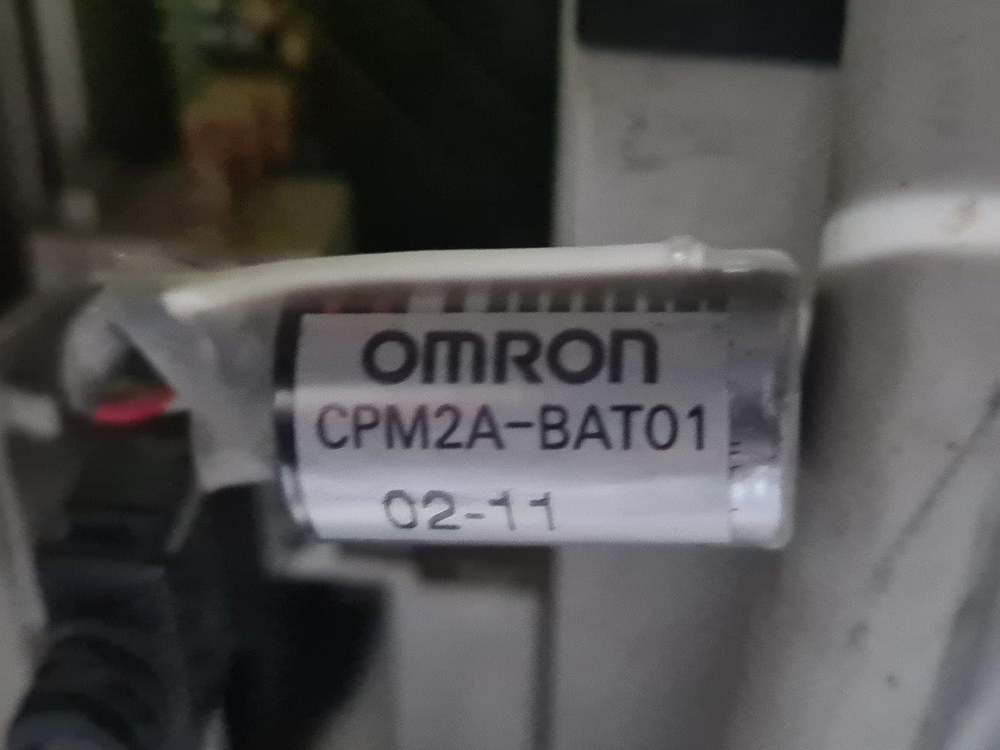 OMRON
CPM2A-BAT01
02-11